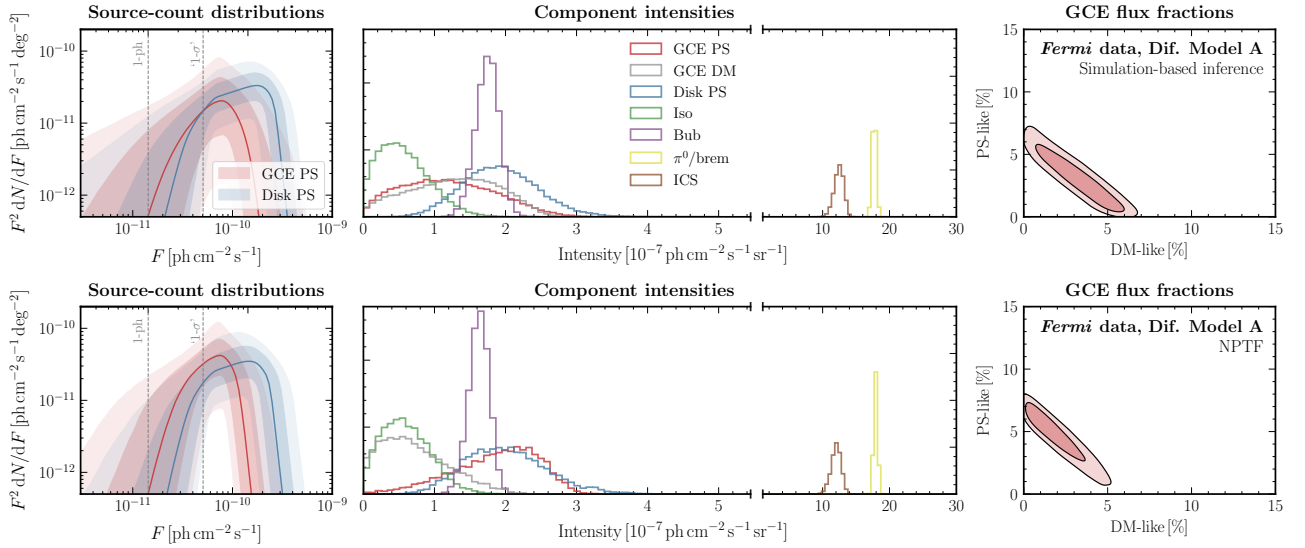 Source-count distributions
Component intensities
GCE flux fractions
F² dN/dF [ph cm⁻² s⁻¹ deg⁻²]
10⁻¹⁰
10⁻¹¹
10⁻¹²
1-ph
'1-σ'
GCE PS
Disk PS
10⁻¹¹ 10⁻¹⁰ 10⁻⁹
F [ph cm⁻² s⁻¹]
GCE PS
GCE DM
Disk PS
Iso
Bub
π⁰/brem
ICS
0 1 2 3 4 5 10 20 30
Intensity [10⁻⁷ ph cm⁻² s⁻¹ sr⁻¹]
PS-like [%]
15
10
5
0
Fermi data, Dif. Model A
Simulation-based inference
0 5 10 15
DM-like [%]
Source-count distributions
Component intensities
GCE flux fractions
F² dN/dF [ph cm⁻² s⁻¹ deg⁻²]
10⁻¹⁰
10⁻¹¹
10⁻¹²
1-ph
'1-σ'
10⁻¹¹ 10⁻¹⁰ 10⁻⁹
F [ph cm⁻² s⁻¹]
0 1 2 3 4 5 10 20 30
Intensity [10⁻⁷ ph cm⁻² s⁻¹ sr⁻¹]
PS-like [%]
15
10
5
0
Fermi data, Dif. Model A
NPTF
0 5 10 15
DM-like [%]